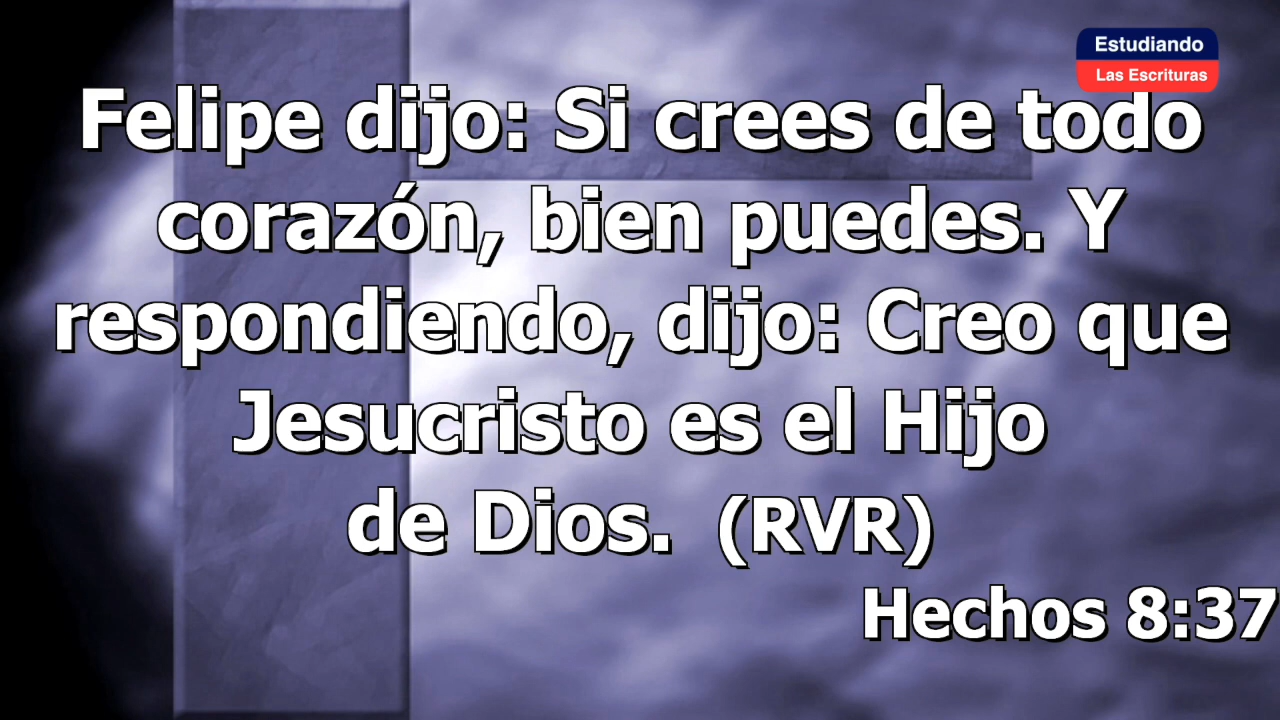 Estudiando
Las Escrituras
Felipe dijo: Si crees de todo
corazón, bien puedes. Y
respondiendo, dijo: Creo que
Jesucristo es el Hijo
de Dios. (RVR)
Hechos 8:37